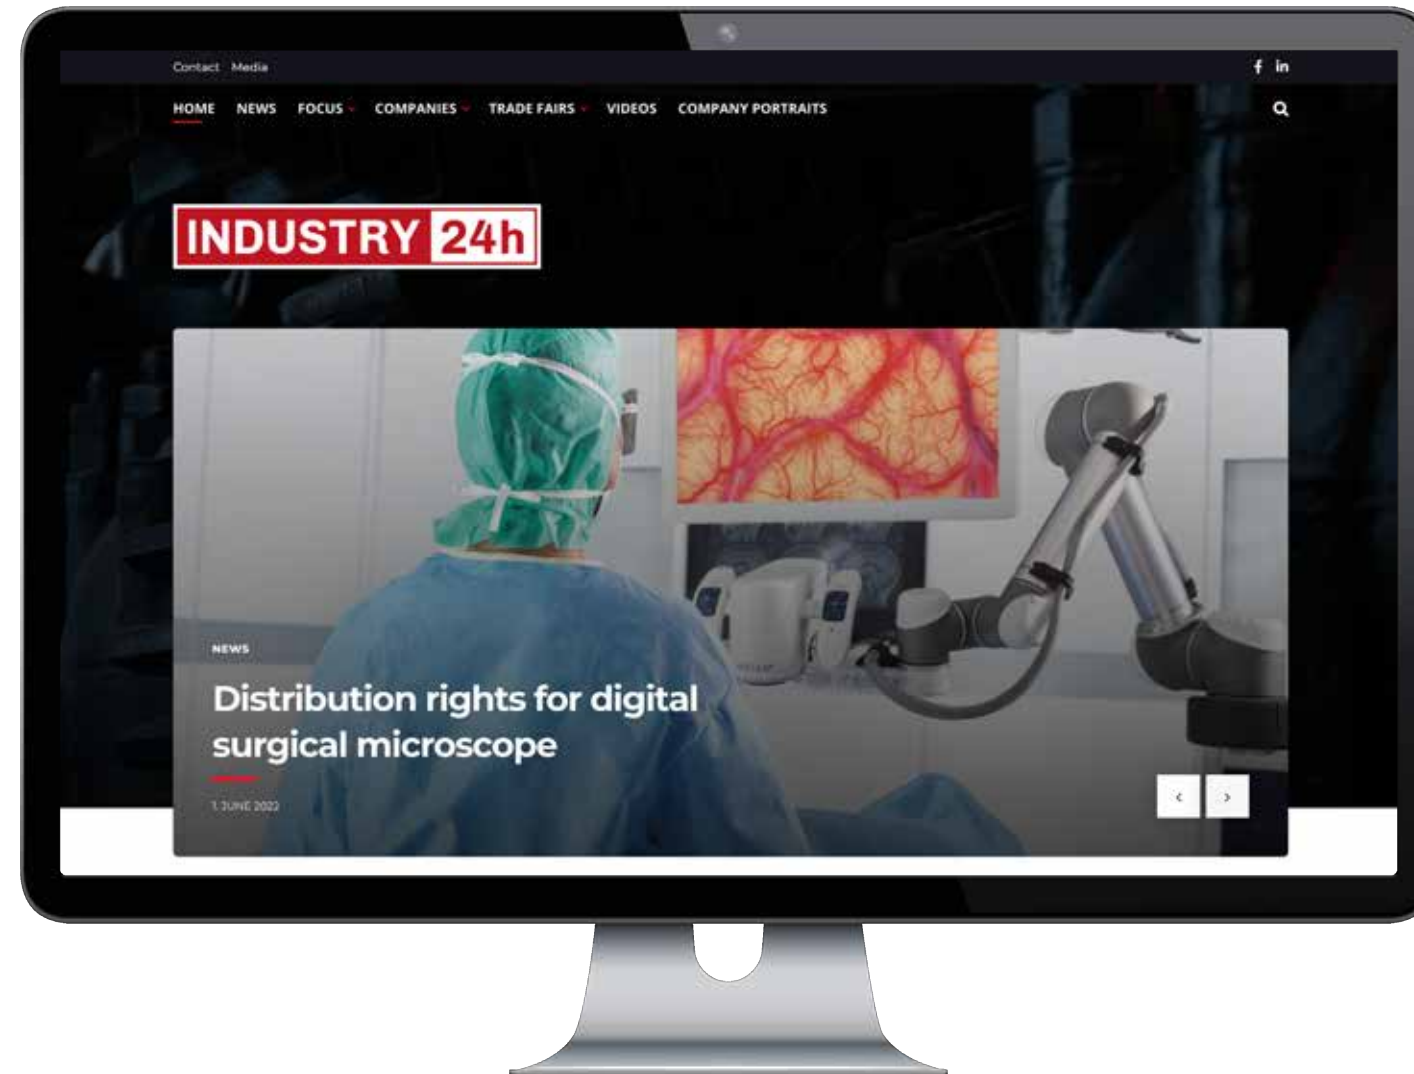 Contact Media
f in
HOME NEWS FOCUS COMPANIES TRADE FAIRS VIDEOS COMPANY PORTRAITS
INDUSTRY 24h
NEWS
Distribution rights for digital
surgical microscope
1. JUNE 2022